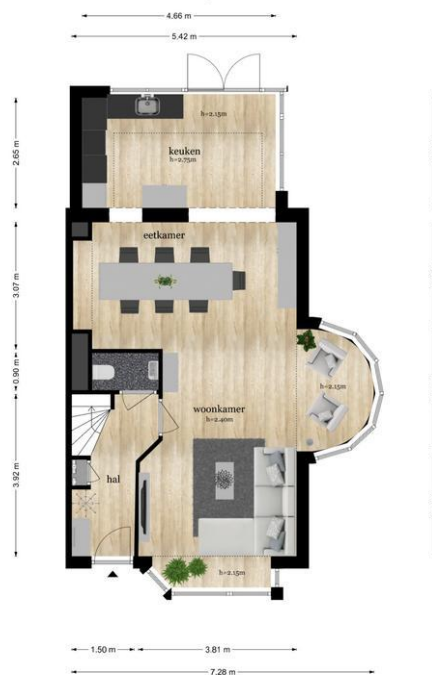 4.66 m
5.42 m
h=2.15m
keuken
h=2.75m
2.65 m
eetkamer
3.07 m
0.90 m
h=2.15m
woonkamer
h=2.40m
3.92 m
hal
h=2.15m
1.50 m
3.81 m
7.28 m